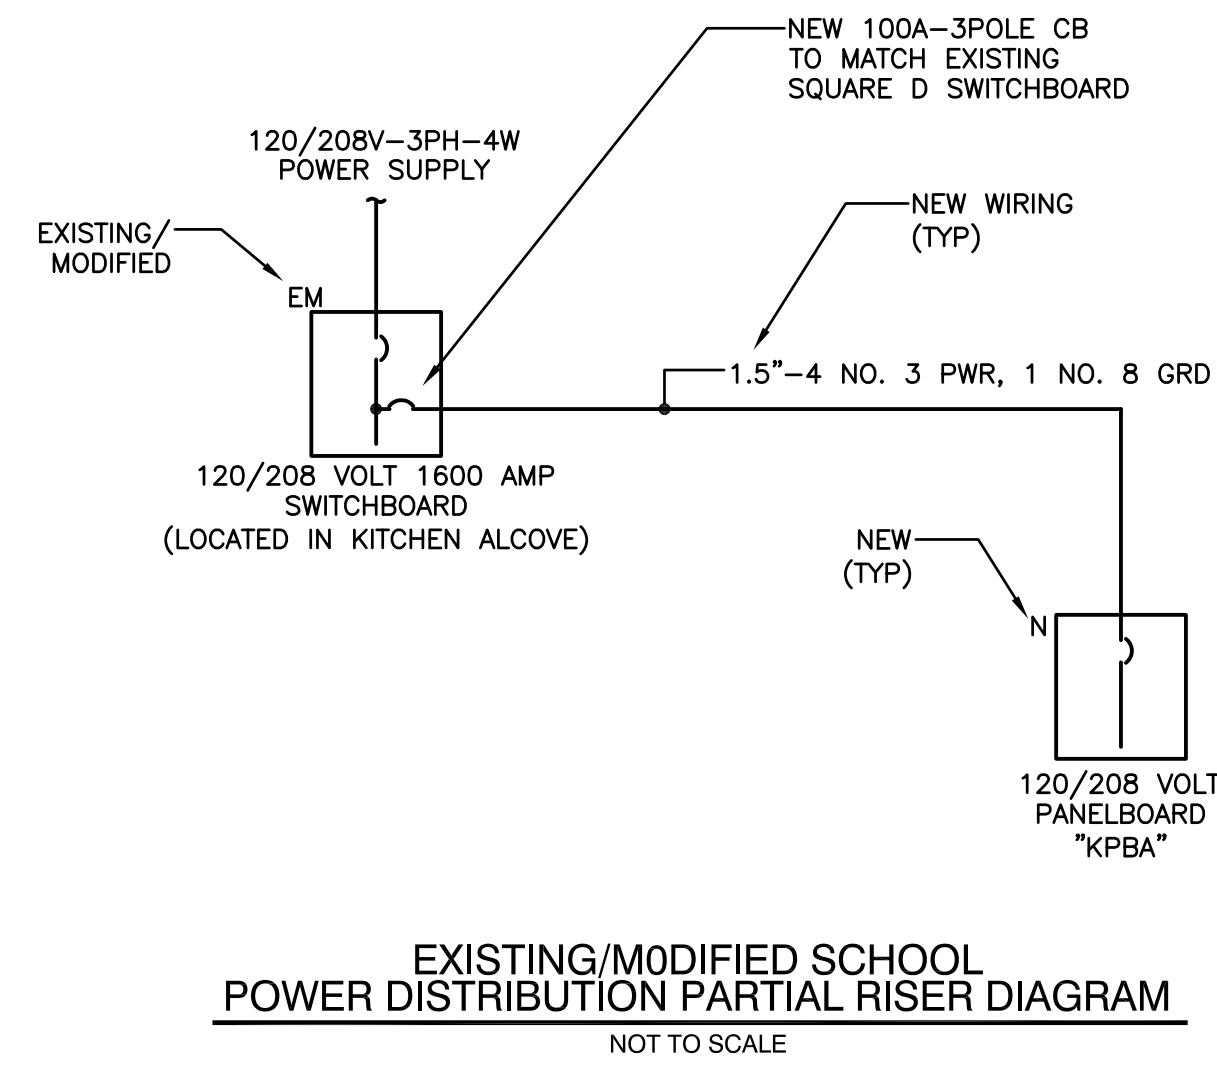 NEW 100A-3POLE CB
TO MATCH EXISTING
SQUARE D SWITCHBOARD
120/208V-3PH-4W
POWER SUPPLY
NEW WIRING
(TYP)
EXISTING/
MODIFIED
EM
1.5"-4 NO. 3 PWR, 1 NO. 8 GRD
120/208 VOLT 1600 AMP
SWITCHBOARD
(LOCATED IN KITCHEN ALCOVE)
NEW
(TYP)
N
120/208 VOLT
PANELBOARD
"KPBA"
EXISTING/M0DIFIED SCHOOL
POWER DISTRIBUTION PARTIAL RISER DIAGRAM
NOT TO SCALE